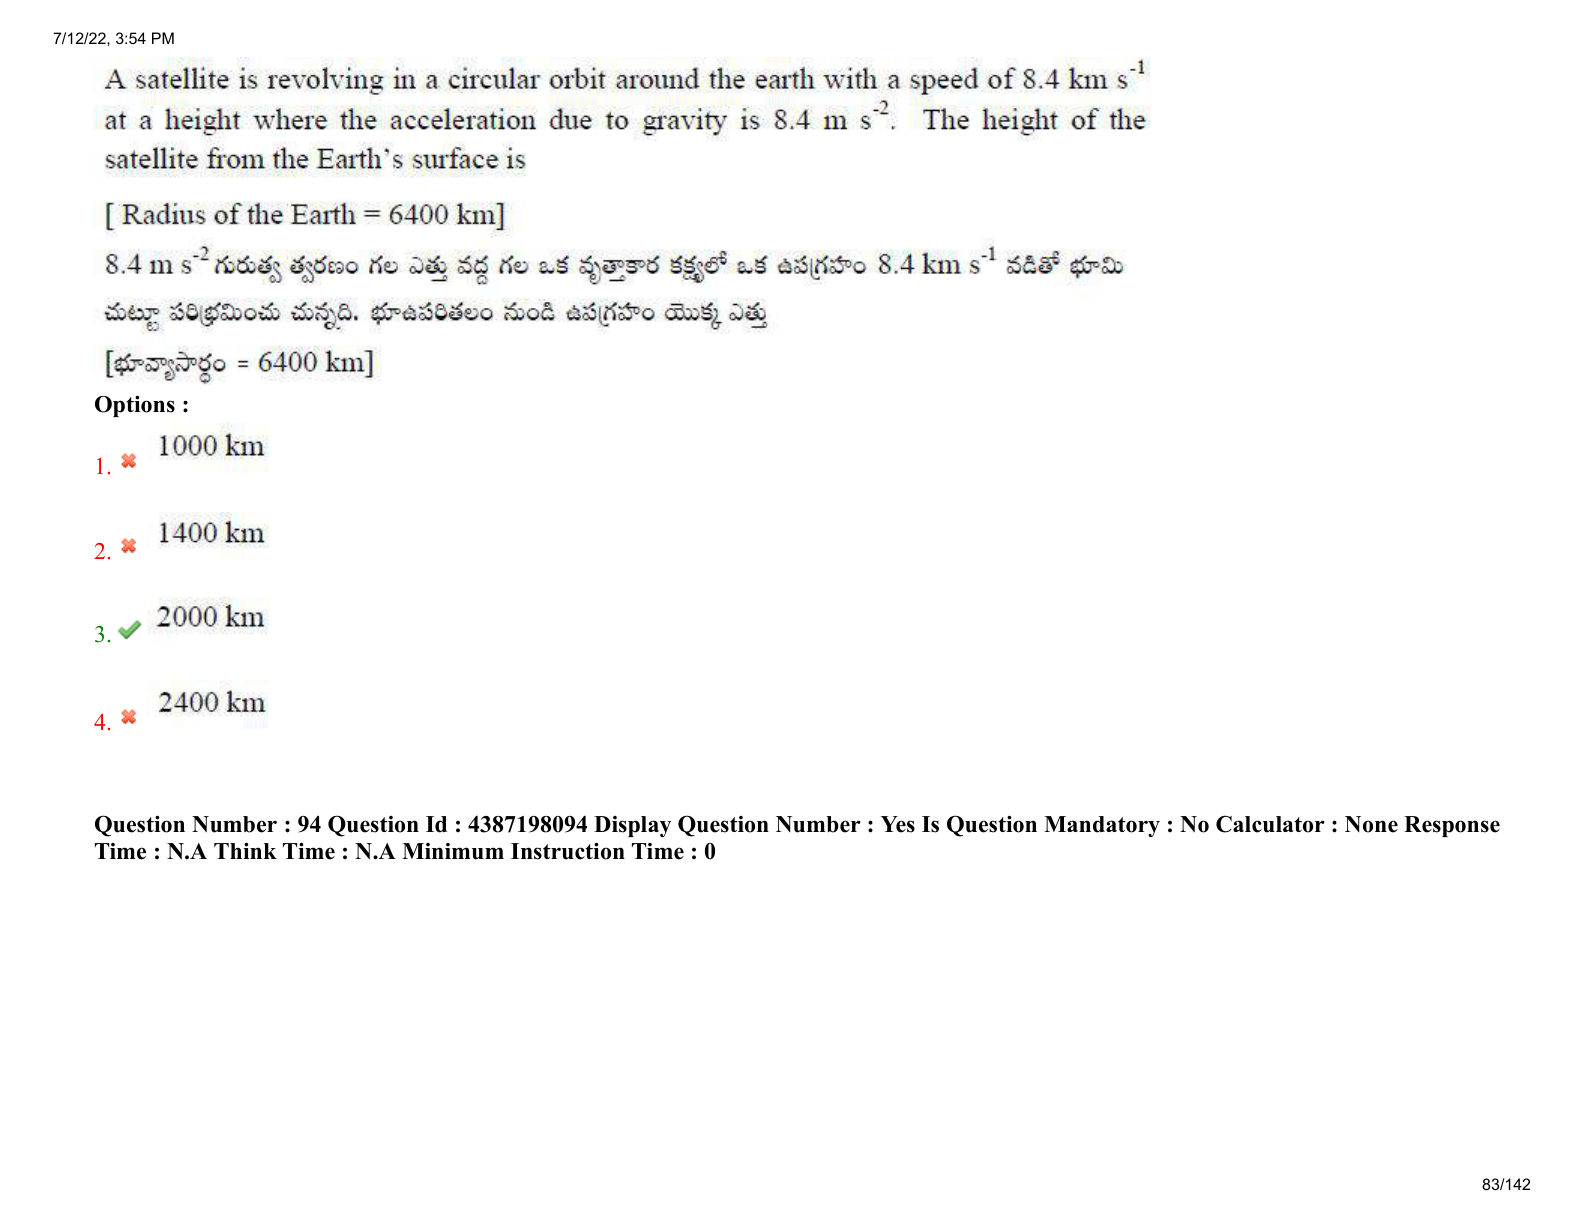 7/12/22, 3:54 PM
A satellite is revolving in a circular orbit around the earth with a speed of 8.4 km s⁻¹
at a height where the acceleration due to gravity is 8.4 m s⁻². The height of the
satellite from the Earth's surface is
[ Radius of the Earth = 6400 km]
8.4 m s⁻² గురుత్వ త్వరణం గల ఎత్తు వద్ద గల ఒక వృత్తాకార కక్ష్యలో ఒక ఉపగ్రహం 8.4 km s⁻¹ వడితో భూమి
చుట్టూ పరిభ్రమించు చున్నది. భూఉపరితలం నుండి ఉపగ్రహం యొక్క ఎత్తు
[భూవ్యాసార్ధం = 6400 km]
Options :
1. 1000 km
2. 1400 km
3. 2000 km
4. 2400 km
Question Number : 94 Question Id : 4387198094 Display Question Number : Yes Is Question Mandatory : No Calculator : None Response
Time : N.A Think Time : N.A Minimum Instruction Time : 0
83/142